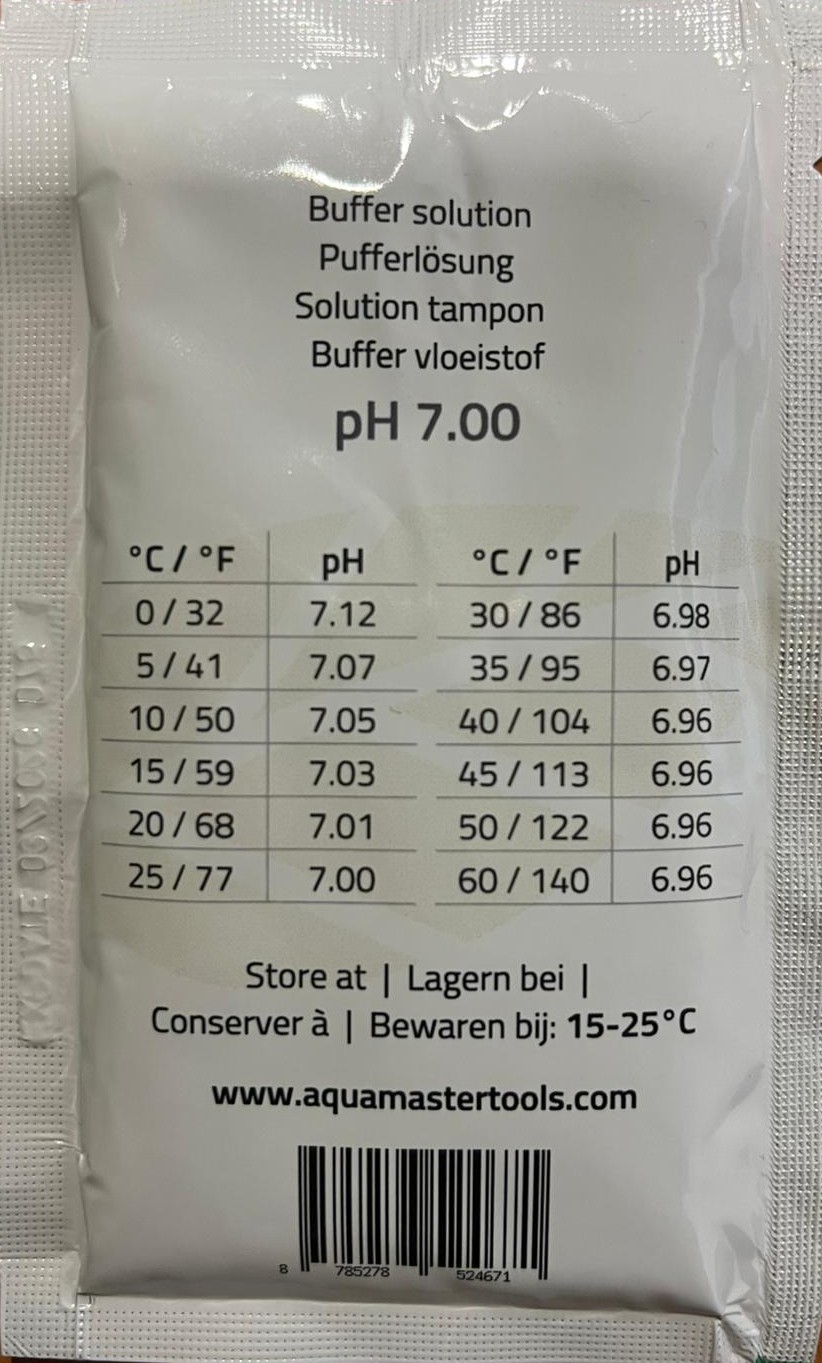 Buffer solution
Pufferlösung
Solution tampon
Buffer vloeistof
pH 7.00
°C / °F pH °C / °F pH
0 / 32 7.12 30 / 86 6.98
5 / 41 7.07 35 / 95 6.97
10 / 50 7.05 40 / 104 6.96
15 / 59 7.03 45 / 113 6.96
20 / 68 7.01 50 / 122 6.96
25 / 77 7.00 60 / 140 6.96
Store at | Lagern bei |
Conserver à | Bewaren bij: 15-25°C
www.aquamastertools.com
8 785278 524671